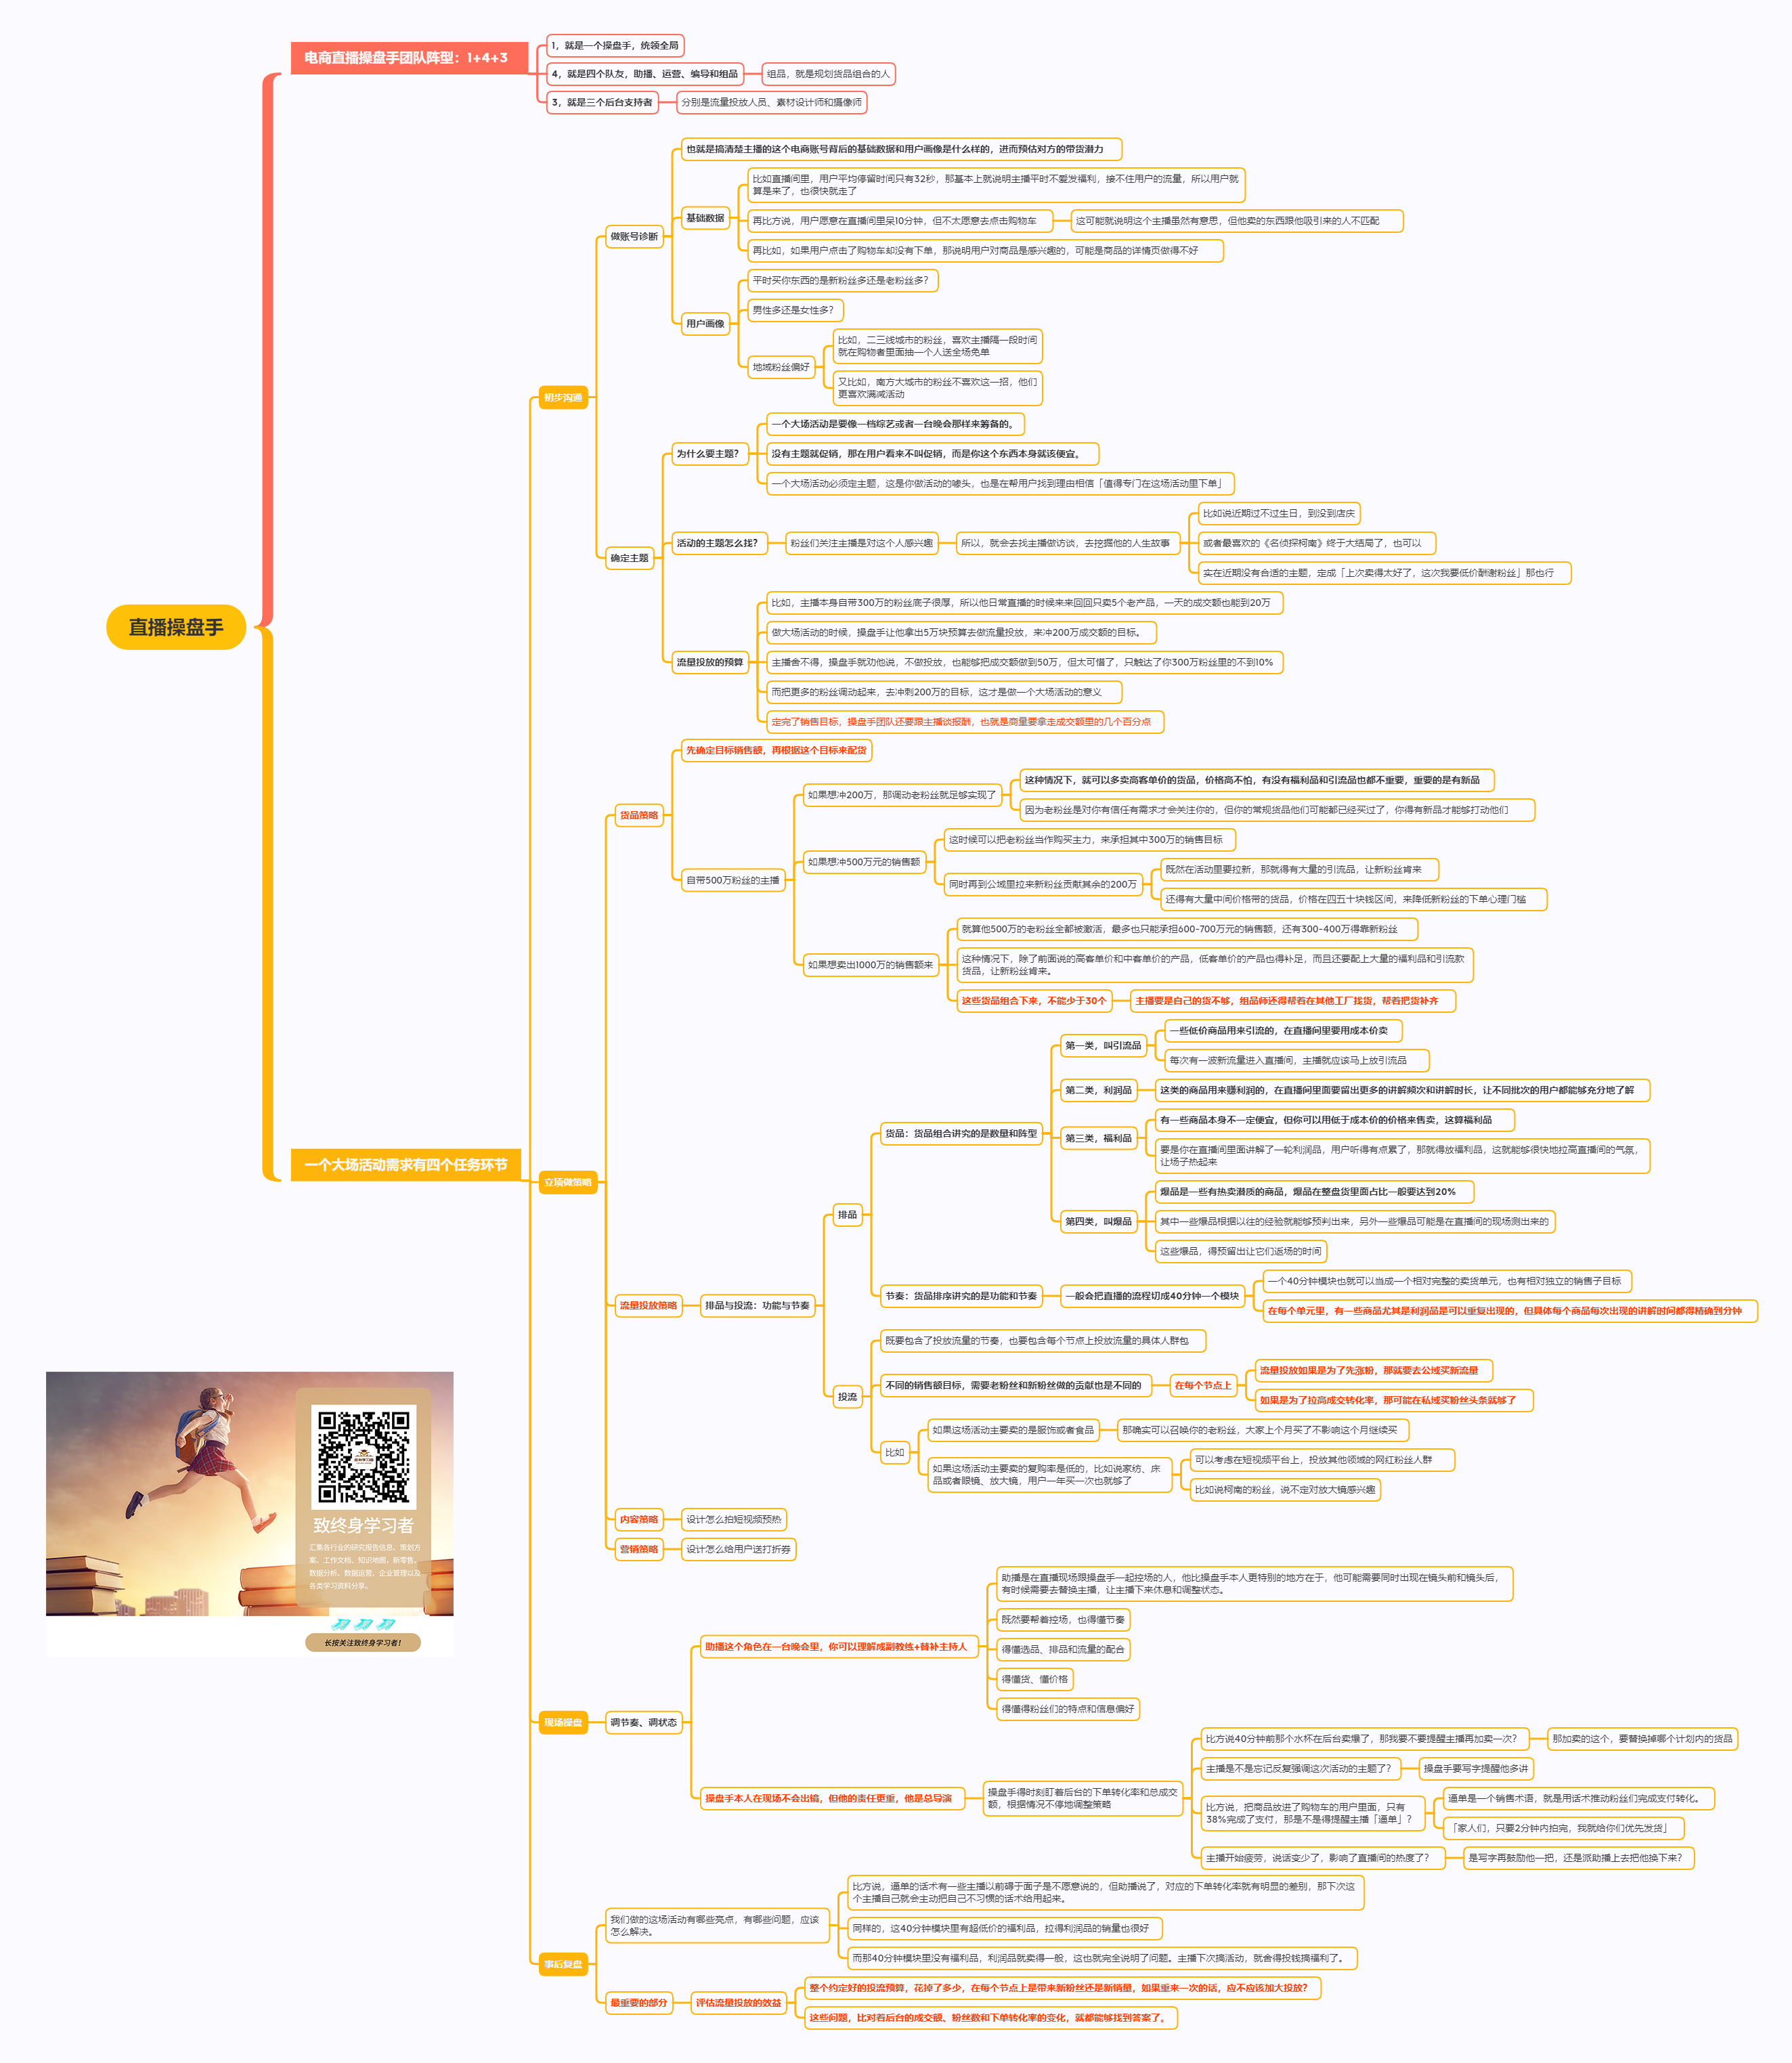 直播操盘手
电商直播操盘手团队阵型：1+4+3
1，就是一个操盘手，统领全局
4，就是四个队友，助播、运营、编导和组品
组品，就是规划货品组合的人
3，就是三个后台支持者
分别是流量投放人员、素材设计师和摄像师
一个大场活动需求有四个任务环节
初步沟通
做账号诊断
也就是搞清楚主播的这个电商账号背后的基础数据和用户画像是什么样的，进而预估对方的带货潜力
基础数据
比如直播间里，用户平均停留时间只有32秒，那基本上就说明主播平时不爱发福利，接不住用户的流量，所以用户就
算是来了，也很快就走了
再比方说，用户愿意在直播间里呆10分钟，但不太愿意去点击购物车
这可能就说明这个主播虽然有意思，但他卖的东西跟他吸引来的人不匹配
再比如，如果用户点击了购物车却没有下单，那说明用户对商品是感兴趣的，可能是商品的详情页做得不好
用户画像
平时买你东西的是新粉丝多还是老粉丝多？
男性多还是女性多？
地域粉丝偏好
比如，二三线城市的粉丝，喜欢主播隔一段时间
就在购物者里面抽一个人送全场免单
又比如，南方大城市的粉丝不喜欢这一招，他们
更喜欢满减活动
确定主题
为什么要主题？
一个大场活动是要像一档综艺或者一台晚会那样来筹备的。
没有主题就促销，那在用户看来不叫促销，而是你这个东西本身就该便宜。
一个大场活动必须定主题，这是你做活动的噱头，也是在帮用户找到理由相信「值得专门在这场活动里下单」
活动的主题怎么找？
粉丝们关注主播是对这个人感兴趣
所以，就会去找主播做访谈，去挖掘他的人生故事
比如说近期过不过生日，到没到店庆
或者最喜欢的《名侦探柯南》终于大结局了，也可以
实在近期没有合适的主题，定成「上次卖得太好了，这次我要低价酬谢粉丝」那也行
流量投放的预算
比如，主播本身自带300万的粉丝底子很厚，所以他日常直播的时候来来回回只卖5个老产品，一天的成交额也能到20万
做大场活动的时候，操盘手让他拿出5万块预算去做流量投放，来冲200万成交额的目标。
主播舍不得，操盘手就劝他说，不做投放，也能够把成交额做到50万，但太可惜了，只触达了你300万粉丝里的不到10%
而把更多的粉丝调动起来，去冲刺200万的目标，这才是做一个大场活动的意义
定完了销售目标，操盘手团队还要跟主播谈报酬，也就是商量要拿走成交额里的几个百分点
立顶做策略
货品策略
先确定目标销售额，再根据这个目标来配货
自带500万粉丝的主播
如果想冲200万，那调动老粉丝就足够实现了
这种情况下，就可以多卖高客单价的货品，价格高不怕，有没有福利品和引流品也都不重要，重要的是有新品
因为老粉丝是对你有信任有需求才会关注你的，但你的常规货品他们可能都已经买过了，你得有新品才能够打动他们
如果想冲500万元的销售额
这时候可以把老粉丝当作购买主力，来承担其中300万的销售目标
同时再到公域里拉来新粉丝贡献其余的200万
既然在活动里要拉新，那就得有大量的引流品，让新粉丝肯来
还得有大量中间价格带的货品，价格在四五十块钱区间，来降低新粉丝的下单心理门槛
如果想卖出1000万的销售额来
就算他500万的老粉丝全都被激活，最多也只能承担600-700万元的销售额，还有300-400万得靠新粉丝
这种情况下，除了前面说的高客单价和中客单价的产品，低客单价的产品也得补足，而且还要配上大量的福利品和引流款
货品，让新粉丝肯来。
这些货品组合下来，不能少于30个
主播要是自己的货不够，组品师还得帮着在其他工厂找货，帮着把货补齐
流量投放策略
排品与投流：功能与节奏
排品
货品：货品组合讲究的是数量和阵型
第一类，叫引流品
一些低价商品用来引流的，在直播间里要用成本价卖
每次有一波新流量进入直播间，主播就应该马上放引流品
第二类，利润品
这类的商品用来赚利润的，在直播间里面要留出更多的讲解频次和讲解时长，让不同批次的用户都能够充分地了解
第三类，福利品
有一些商品本身不一定便宜，但你可以用低于成本价的价格来售卖，这算福利品
要是你在直播间里面讲解了一轮利润品，用户听得有点累了，那就得放福利品，这就能够很快地拉高直播间的气氛，
让场子热起来
第四类，叫爆品
爆品是一些有热卖潜质的商品，爆品在整盘货里面占比一般要达到20%
其中一些爆品根据以往的经验就能够预判出来，另外一些爆品可能是在直播间的现场测出来的
这些爆品，得预留出让它们返场的时间
节奏：货品排序讲究的是功能和节奏
一般会把直播的流程切成40分钟一个模块
一个40分钟模块也就可以当成一个相对完整的卖货单元，也有相对独立的销售子目标
在每个单元里，有一些商品尤其是利润品是可以重复出现的，但具体每个商品每次出现的讲解时间都得精确到分钟
投流
既要包含了投放流量的节奏，也要包含每个节点上投放流量的具体人群包
不同的销售额目标，需要老粉丝和新粉丝做的贡献也是不同的
在每个节点上
流量投放如果是为了先涨粉，那就要去公域买新流量
如果是为了拉高成交转化率，那可能在私域买粉丝头条就够了
比如
如果这场活动主要卖的是服饰或者食品
那确实可以召唤你的老粉丝，大家上个月买了不影响这个月继续买
如果这场活动主要卖的复购率是低的，比如说家纺、床
品或者眼镜、放大镜，用户一年买一次也就够了
可以考虑在短视频平台上，投放其他领域的网红粉丝人群
比如说柯南的粉丝，说不定对放大镜感兴趣
内容策略
设计怎么拍短视频预热
营销策略
设计怎么给用户送打折券
现场操盘
调节奏、调状态
助播这个角色在一台晚会里，你可以理解成副教练+替补主持人
助播是在直播现场跟操盘手一起控场的人，他比操盘手本人更特别的地方在于，他可能需要同时出现在镜头前和镜头后，
有时候需要去替换主播，让主播下来休息和调整状态。
既然要帮着控场，也得懂节奏
得懂选品、排品和流量的配合
得懂货、懂价格
得懂得粉丝们的特点和信息偏好
操盘手本人在现场不会出镜，但他的责任更重，他是总导演
操盘手得时刻盯着后台的下单转化率和总成交
额，根据情况不停地调整策略
比方说40分钟前那个水杯在后台卖爆了，那我要不要提醒主播再加卖一次？
那加卖的这个，要替换掉哪个计划内的货品
主播是不是忘记反复强调这次活动的主题了？
操盘手要写字提醒他多讲
比方说，把商品放进了购物车的用户里面，只有
38%完成了支付，那是不是得提醒主播「逼单」？
逼单是一个销售术语，就是用话术推动粉丝们完成支付转化。
「家人们，只要2分钟内拍完，我就给你们优先发货」
主播开始疲劳，说话变少了，影响了直播间的热度了？
是写字再鼓励他一把，还是派助播上去把他换下来？
事后复盘
我们做的这场活动有哪些亮点，有哪些问题，应该
怎么解决。
比方说，逼单的话术有一些主播以前碍于面子是不愿意说的，但助播说了，对应的下单转化率就有明显的差别，那下次这
个主播自己就会主动把自己不习惯的话术给用起来。
同样的，这40分钟模块里有超低价的福利品，拉得利润品的销量也很好
而那40分钟模块里没有福利品，利润品就卖得一般，这也就完全说明了问题。主播下次搞活动，就舍得投钱搞福利了。
最重要的部分
评估流量投放的效益
整个约定好的投流预算，花掉了多少，在每个节点上是带来新粉丝还是新销量，如果重来一次的话，应不应该加大投放？
这些问题，比对着后台的成交额、粉丝数和下单转化率的变化，就都能够找到答案了。
致终身学习者
汇集各行业的研究报告信息、策划方
案、工作文档、知识地图，新零售、
数据分析、数据运营、企业管理以及
各类学习资料分享。
长按关注致终身学习者！